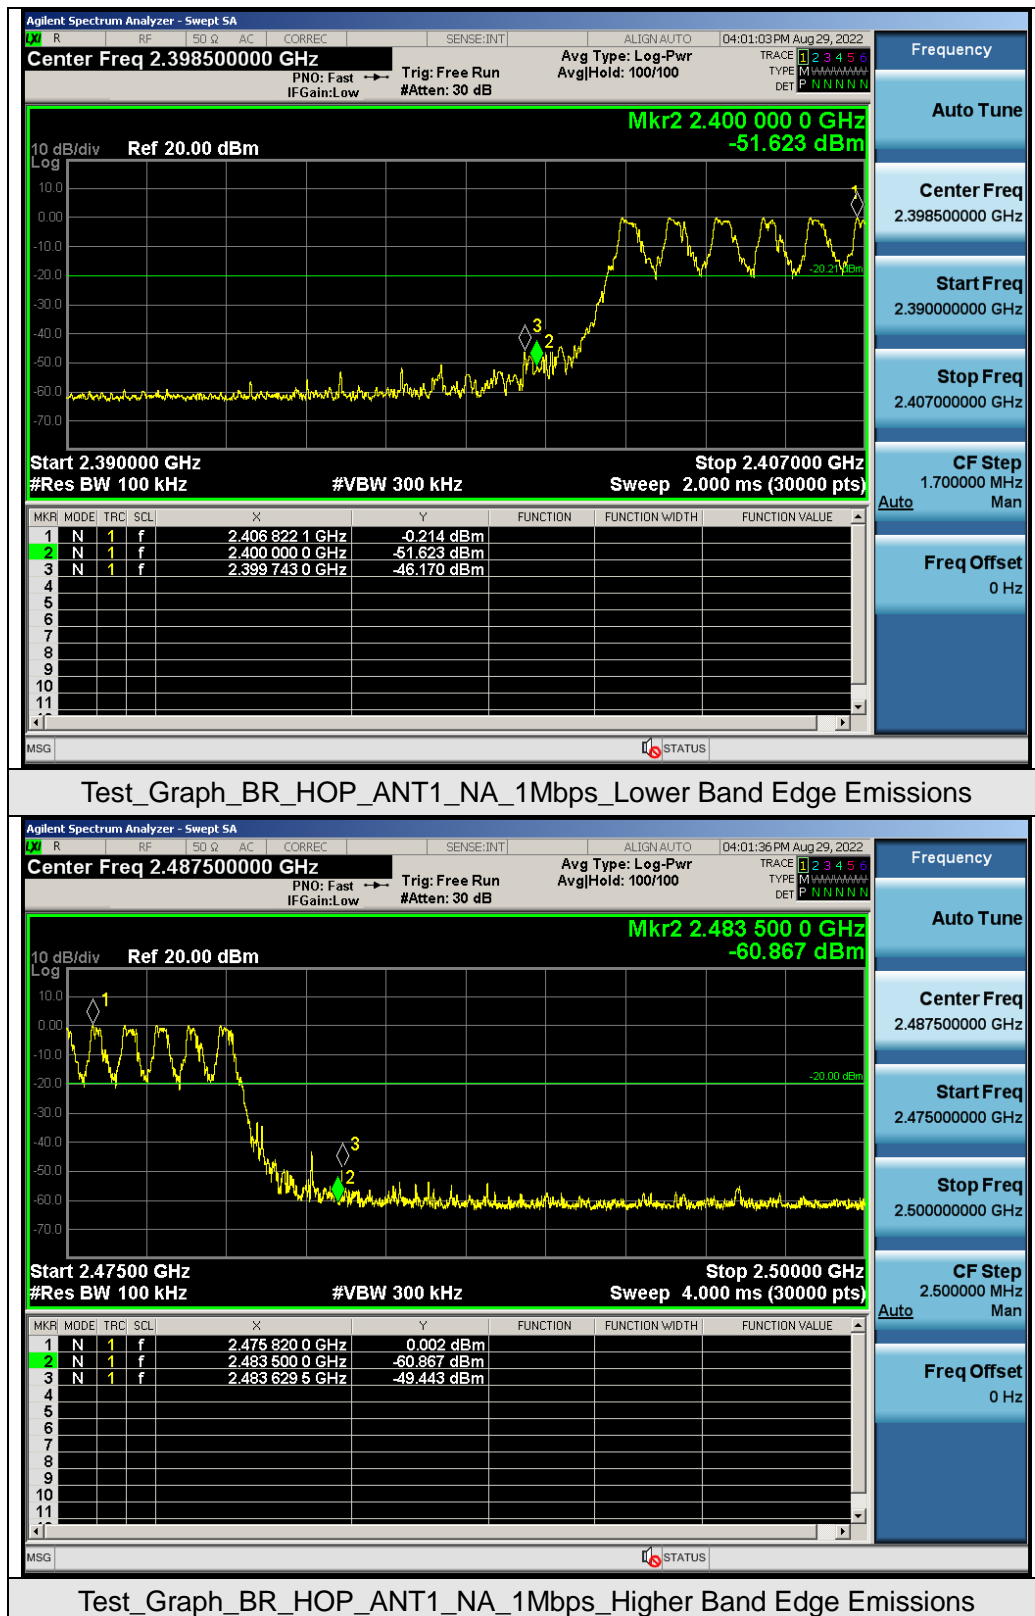 Agilent Spectrum Analyzer - Swept SA
LXI R RF 50 Ω AC CORREC SENSE:INT ALIGN AUTO 04:01:03 PM Aug 29, 2022
Center Freq 2.398500000 GHz
PNO: Fast Trig: Free Run
IFGain:Low #Atten: 30 dB
Avg Type: Log-Pwr
Avg|Hold: 100/100
TRACE 1 2 3 4 5 6
TYPE M
DET P N N N N N
Mkr2 2.400 000 0 GHz
-51.623 dBm
10 dB/div Ref 20.00 dBm
Log
10.0
0.00
-10.0
-20.0
-30.0
-40.0
-50.0
-60.0
-70.0
1
-20.21 dBm
3
2
Start 2.390000 GHz Stop 2.407000 GHz
#Res BW 100 kHz #VBW 300 kHz Sweep 2.000 ms (30000 pts)
MKR MODE TRC SCL X Y FUNCTION FUNCTION WIDTH FUNCTION VALUE
1 N 1 f 2.406 822 1 GHz -0.214 dBm
2 N 1 f 2.400 000 0 GHz -51.623 dBm
3 N 1 f 2.399 743 0 GHz -46.170 dBm
4
5
6
7
8
9
10
11
MSG STATUS
Frequency
Auto Tune
Center Freq
2.398500000 GHz
Start Freq
2.390000000 GHz
Stop Freq
2.407000000 GHz
CF Step
1.700000 MHz
Auto Man
Freq Offset
0 Hz
Test_Graph_BR_HOP_ANT1_NA_1Mbps_Lower Band Edge Emissions
Agilent Spectrum Analyzer - Swept SA
LXI R RF 50 Ω AC CORREC SENSE:INT ALIGN AUTO 04:01:36 PM Aug 29, 2022
Center Freq 2.487500000 GHz
PNO: Fast Trig: Free Run
IFGain:Low #Atten: 30 dB
Avg Type: Log-Pwr
Avg|Hold: 100/100
TRACE 1 2 3 4 5 6
TYPE M
DET P N N N N N
Mkr2 2.483 500 0 GHz
-60.867 dBm
10 dB/div Ref 20.00 dBm
Log
10.0
0.00
-10.0
-20.0
-30.0
-40.0
-50.0
-60.0
-70.0
1
-20.00 dBm
3
2
Start 2.47500 GHz Stop 2.50000 GHz
#Res BW 100 kHz #VBW 300 kHz Sweep 4.000 ms (30000 pts)
MKR MODE TRC SCL X Y FUNCTION FUNCTION WIDTH FUNCTION VALUE
1 N 1 f 2.475 820 0 GHz 0.002 dBm
2 N 1 f 2.483 500 0 GHz -60.867 dBm
3 N 1 f 2.483 629 5 GHz -49.443 dBm
4
5
6
7
8
9
10
11
MSG STATUS
Frequency
Auto Tune
Center Freq
2.487500000 GHz
Start Freq
2.475000000 GHz
Stop Freq
2.500000000 GHz
CF Step
2.500000 MHz
Auto Man
Freq Offset
0 Hz
Test_Graph_BR_HOP_ANT1_NA_1Mbps_Higher Band Edge Emissions